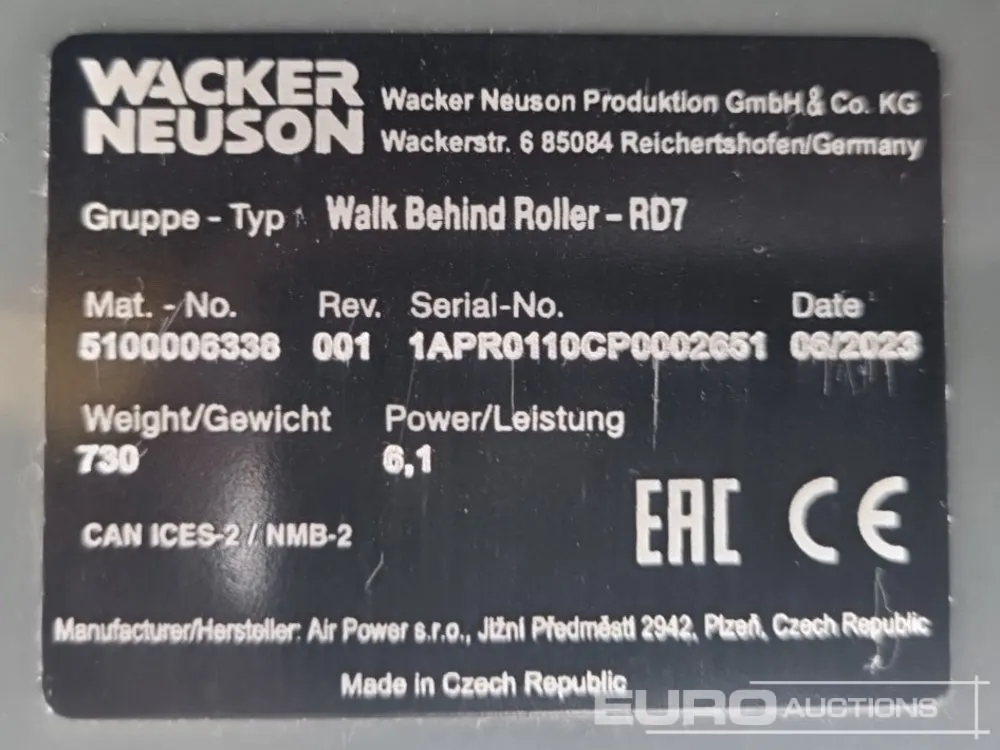 WACKER
NEUSON
Wacker Neuson Produktion GmbH & Co. KG
Wackerstr. 6 85084 Reichertshofen/Germany
Gruppe - Typ Walk Behind Roller - RD7
Mat. - No. Rev. Serial-No. Date
5100006338 001 1APR0110CP0002651 06/2023
Weight/Gewicht Power/Leistung
730 6,1
CAN ICES-2 / NMB-2
EAC CE
Manufacturer/Hersteller: Air Power s.r.o., Jižní Předměstí 2942, Plzeň, Czech Republic
Made in Czech Republic
EURO AUCTIONS